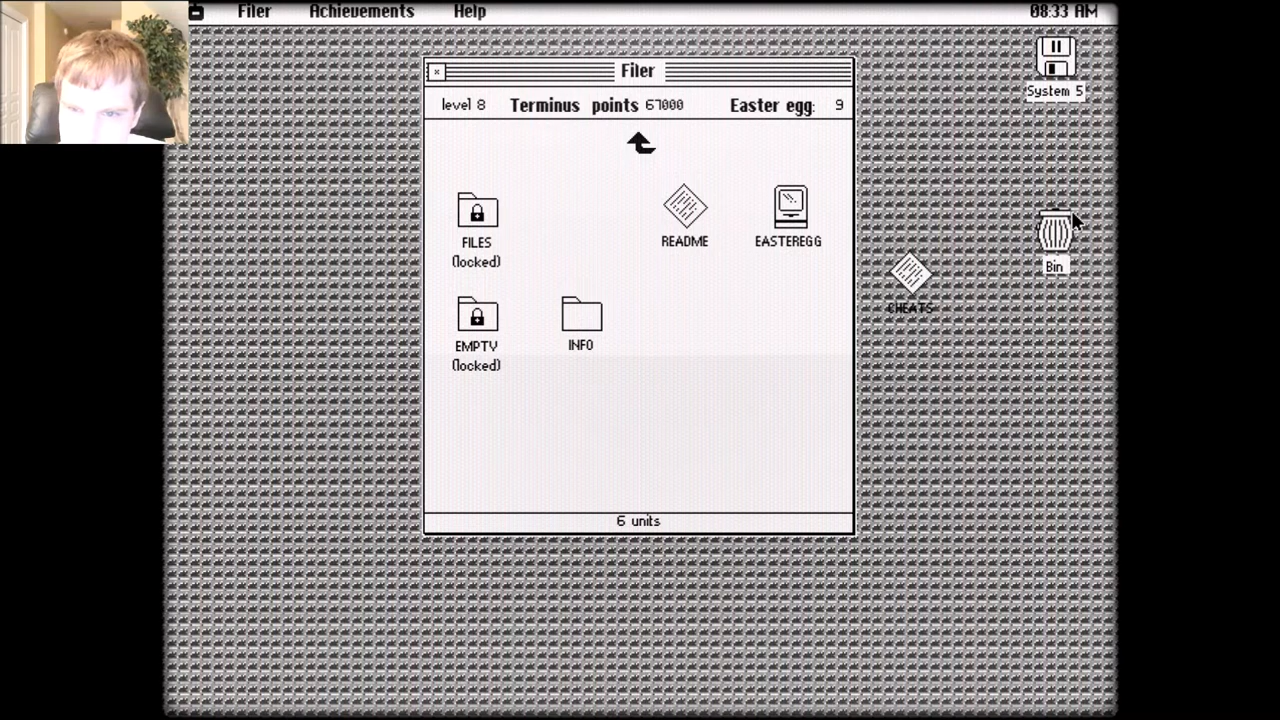 Filer Achievements Help 08:33 AM
System 5
Filer
level 8 Terminus points 67000 Easter egg: 9
README EASTEREGG
FILES
(locked)
Bin
CHEATS
EMPTY
(locked)
INFO
6 units